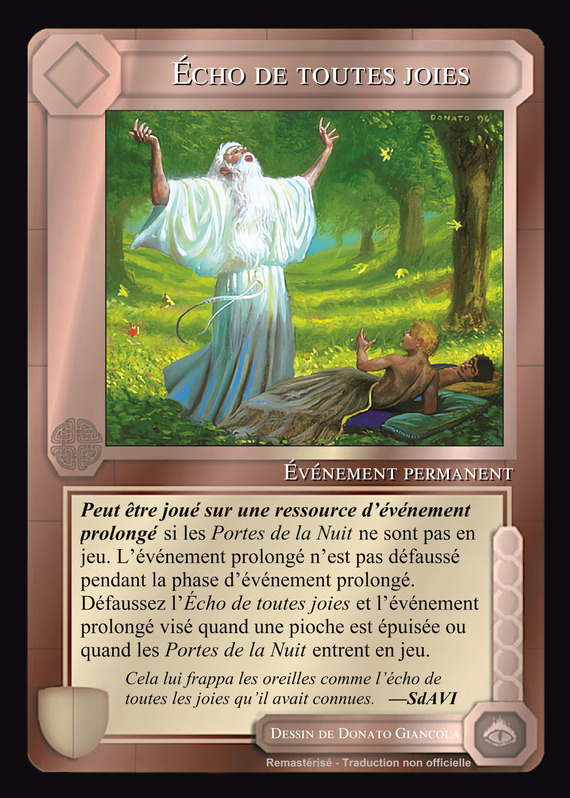 Écho de toutes joies
DONATO 96
Événement permanent
Peut être joué sur une ressource d'événement
prolongé si les Portes de la Nuit ne sont pas en
jeu. L'événement prolongé n'est pas défaussé
pendant la phase d'événement prolongé.
Défaussez l'Écho de toutes joies et l'événement
prolongé visé quand une pioche est épuisée ou
quand les Portes de la Nuit entrent en jeu.
Cela lui frappa les oreilles comme l'écho de
toutes les joies qu'il avait connues. —SdAVI
Dessin de Donato Giancola
Remastérisé - Traduction non officielle